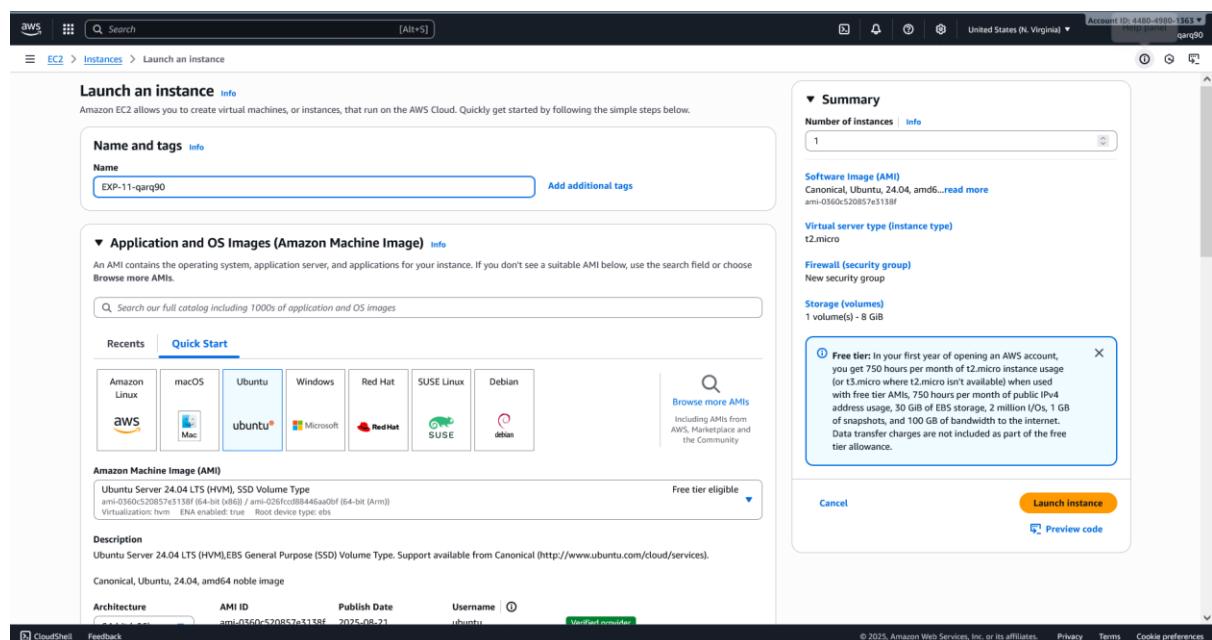 aws
Search [Alt+S]
United States (N. Virginia)
Account ID: 4480-4980-1363
Help panel
qarq90
EC2 > Instances > Launch an instance
Launch an instance Info
Amazon EC2 allows you to create virtual machines, or instances, that run on the AWS Cloud. Quickly get started by following the simple steps below.
Name and tags Info
Name
EXP-11-qarq90
Add additional tags
Application and OS Images (Amazon Machine Image) Info
An AMI contains the operating system, application server, and applications for your instance. If you don't see a suitable AMI below, use the search field or choose
Browse more AMIs.
Search our full catalog including 1000s of application and OS images
Recents Quick Start
Amazon
Linux
aws
macOS
Mac
Ubuntu
ubuntu®
Windows
Microsoft
Red Hat
Red Hat
SUSE Linux
SUSE
Debian
debian
Browse more AMIs
Including AMIs from
AWS, Marketplace and
the Community
Amazon Machine Image (AMI)
Ubuntu Server 24.04 LTS (HVM), SSD Volume Type
Free tier eligible
ami-0360c520857e3138f (64-bit (x86)) / ami-026fccd88446aa0bf (64-bit (Arm))
Virtualization: hvm ENA enabled: true Root device type: ebs
Description
Ubuntu Server 24.04 LTS (HVM),EBS General Purpose (SSD) Volume Type. Support available from Canonical (http://www.ubuntu.com/cloud/services).
Canonical, Ubuntu, 24.04, amd64 noble image
Architecture AMI ID Publish Date Username
ami-0360c520857e3138f 2025-08-21 ubuntu Verified provider
Summary
Number of instances Info
1
Software Image (AMI)
Canonical, Ubuntu, 24.04, amd6...read more
ami-0360c520857e3138f
Virtual server type (instance type)
t2.micro
Firewall (security group)
New security group
Storage (volumes)
1 volume(s) - 8 GiB
Free tier: In your first year of opening an AWS account,
you get 750 hours per month of t2.micro instance usage
(or t3.micro where t2.micro isn't available) when used
with free tier AMIs, 750 hours per month of public IPv4
address usage, 30 GiB of EBS storage, 2 million I/Os, 1 GB
of snapshots, and 100 GB of bandwidth to the internet.
Data transfer charges are not included as part of the free
tier allowance.
Cancel
Launch instance
Preview code
CloudShell Feedback
© 2025, Amazon Web Services, Inc. or its affiliates. Privacy Terms Cookie preferences